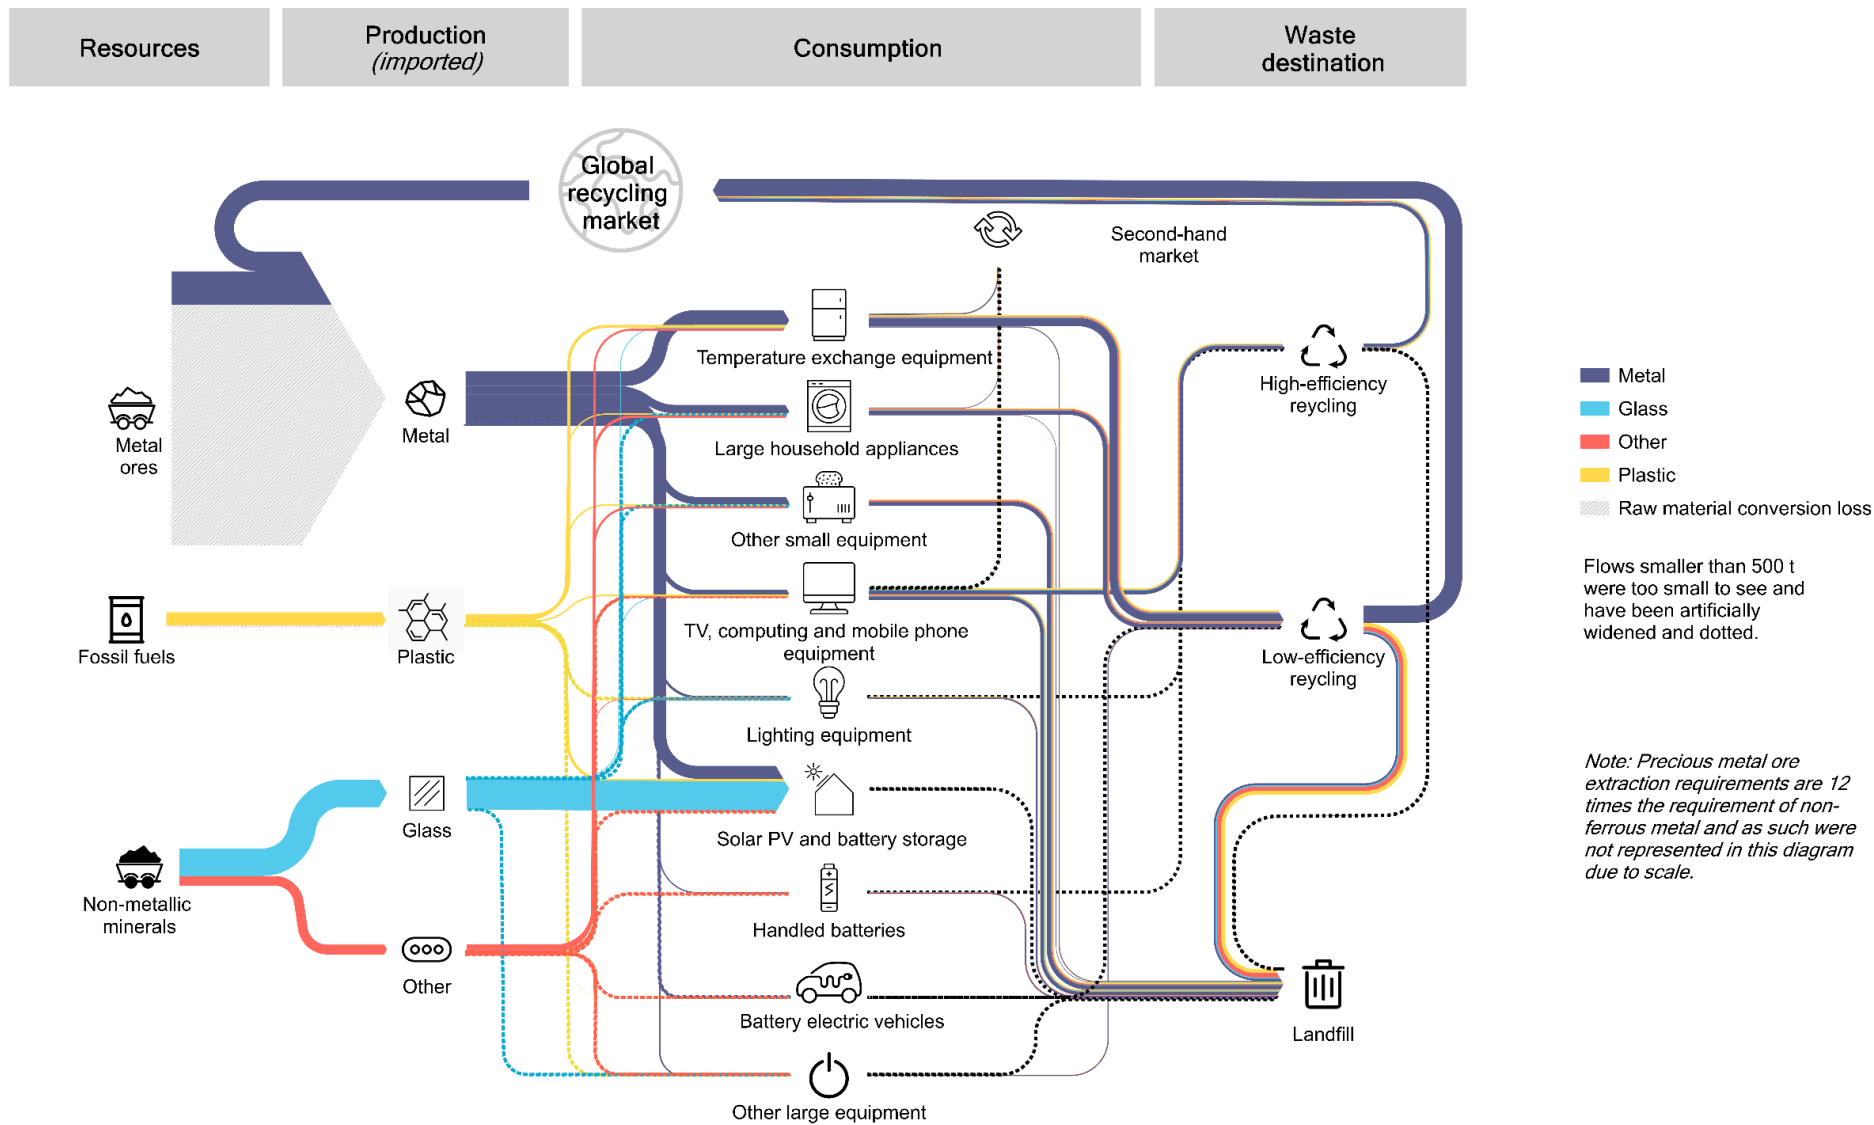 Resources
Production
(imported)
Consumption
Waste
destination
Global
recycling
market
Second-hand
market
Temperature exchange equipment
High-efficiency
reycling
Metal
Glass
Other
Plastic
Raw material conversion loss
Metal
ores
Metal
Large household appliances
Other small equipment
Flows smaller than 500 t
were too small to see and
have been artificially
widened and dotted.
Fossil fuels
Plastic
TV, computing and mobile phone
equipment
Low-efficiency
reycling
Lighting equipment
Note: Precious metal ore
extraction requirements are 12
times the requirement of non-
ferrous metal and as such were
not represented in this diagram
due to scale.
Glass
Solar PV and battery storage
Non-metallic
minerals
Handled batteries
Other
Battery electric vehicles
Landfill
Other large equipment